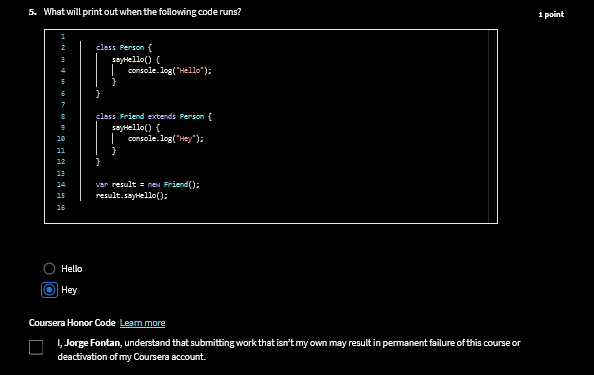 5. What will print out when the following code runs?
1 point
1
2 class Person {
3 sayHello() {
4 console.log("Hello");
5 }
6 }
7
8 class Friend extends Person {
9 sayHello() {
10 console.log("Hey");
11 }
12 }
13
14 var result = new Friend();
15 result.sayHello();
16
Hello
Hey
Coursera Honor Code Learn more
I, Jorge Fontan, understand that submitting work that isn't my own may result in permanent failure of this course or
deactivation of my Coursera account.